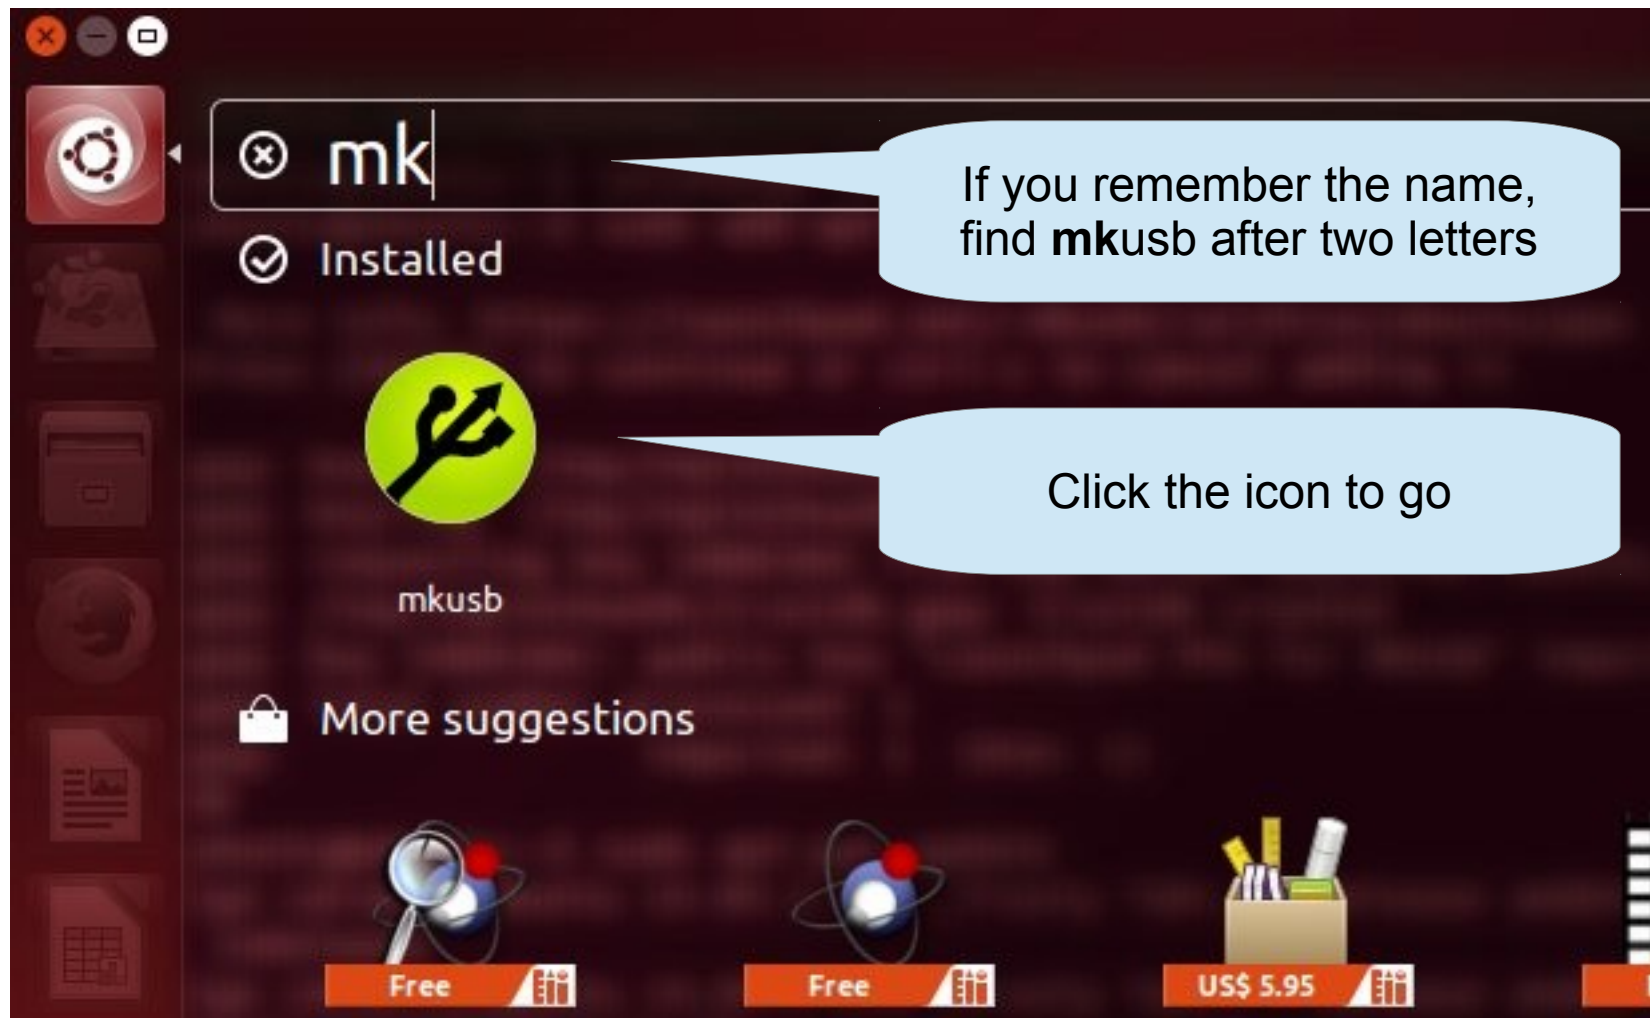 mk
If you remember the name,
find mkusb after two letters
Installed
Click the icon to go
mkusb
More suggestions
Free
Free
US$ 5.95